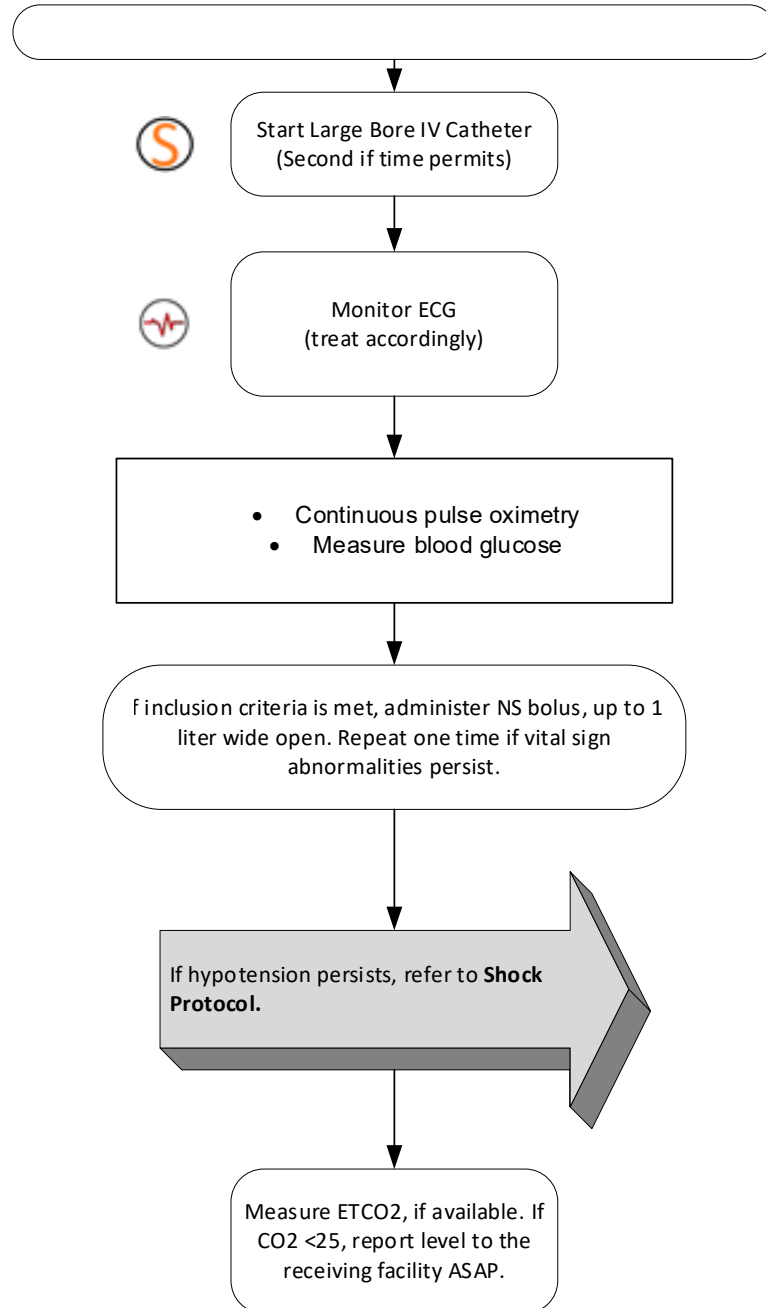 Start Large Bore IV Catheter
(Second if time permits)
S
Monitor ECG
(treat accordingly)
• Continuous pulse oximetry
• Measure blood glucose
f inclusion criteria is met, administer NS bolus, up to 1
liter wide open. Repeat one time if vital sign
abnormalities persist.
If hypotension persists, refer to Shock
Protocol.
Measure ETCO2, if available. If
CO2 <25, report level to the
receiving facility ASAP.